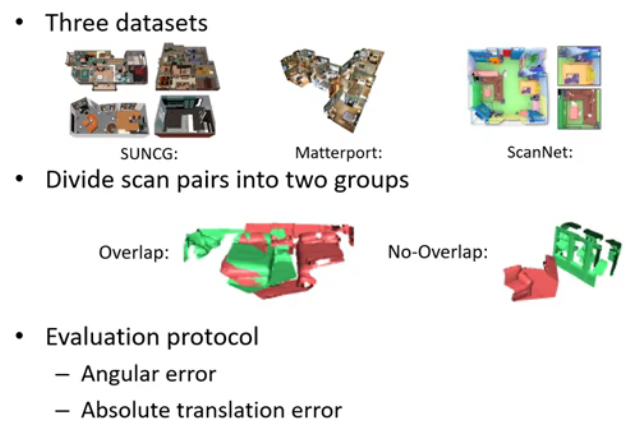 • Three datasets
SUNCG: Matterport: ScanNet:
• Divide scan pairs into two groups
Overlap: No-Overlap:
• Evaluation protocol
– Angular error
– Absolute translation error